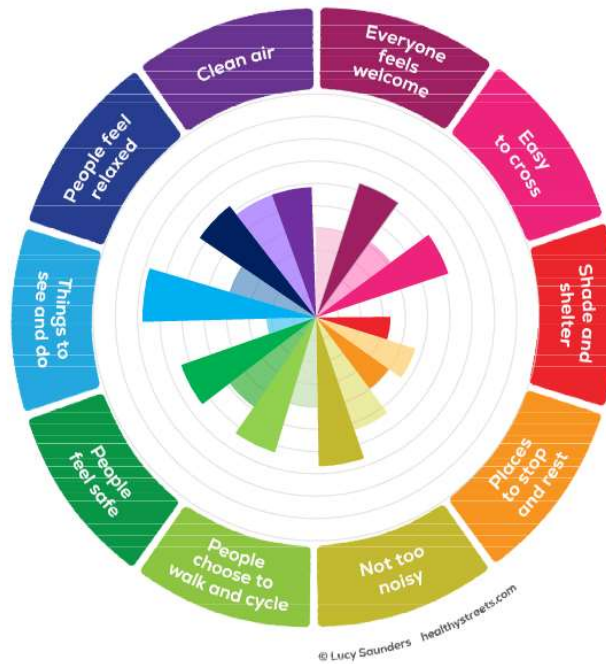 Everyone
feels
welcome
Easy
to cross
Shade and
shelter
Places
to stop
and rest
Not too
noisy
People
choose to
walk and cycle
People
feel safe
Things to
see and do
People feel
relaxed
Clean air
© Lucy Saunders healthystreets.com